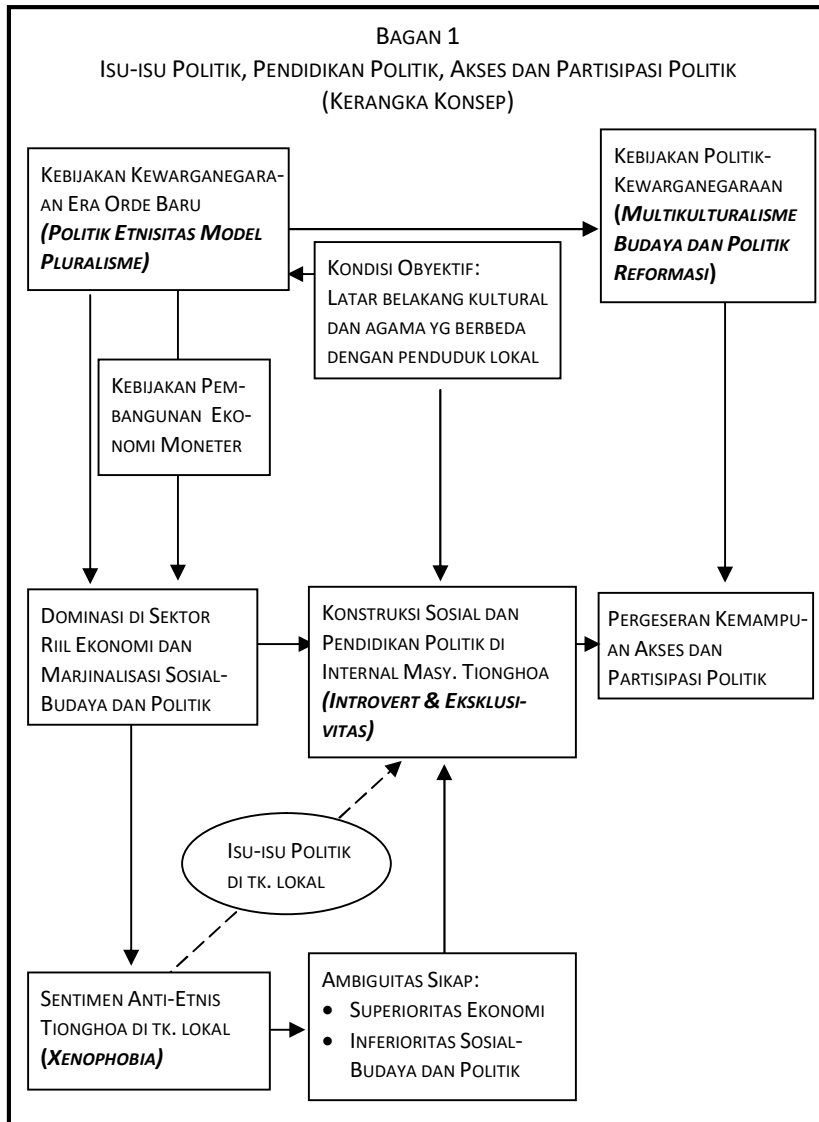 BAGAN 1
ISU-ISU POLITIK, PENDIDIKAN POLITIK, AKSES DAN PARTISIPASI POLITIK
(KERANGKA KONSEP)
KEBIJAKAN KEWARGANEGARA-
AN ERA ORDE BARU
(POLITIK ETNISITAS MODEL
PLURALISME)
KEBIJAKAN POLITIK-
KEWARGANEGARAAN
(MULTIKULTURALISME
BUDAYA DAN POLITIK
REFORMASI)
KONDISI OBYEKTIF:
LATAR BELAKANG KULTURAL
DAN AGAMA YG BERBEDA
DENGAN PENDUDUK LOKAL
KEBIJAKAN PEM-
BANGUNAN EKO-
NOMI MONETER
DOMINASI DI SEKTOR
RIIL EKONOMI DAN
MARJINALISASI SOSIAL-
BUDAYA DAN POLITIK
KONSTRUKSI SOSIAL DAN
PENDIDIKAN POLITIK DI
INTERNAL MASY. TIONGHOA
(INTROVERT & EKSKLUSI-
VITAS)
PERGESERAN KEMAMPU-
AN AKSES DAN
PARTISIPASI POLITIK
ISU-ISU POLITIK
DI TK. LOKAL
SENTIMEN ANTI-ETNIS
TIONGHOA DI TK. LOKAL
(XENOPHOBIA)
AMBIGUITAS SIKAP:
• SUPERIORITAS EKONOMI
• INFERIORITAS SOSIAL-
BUDAYA DAN POLITIK